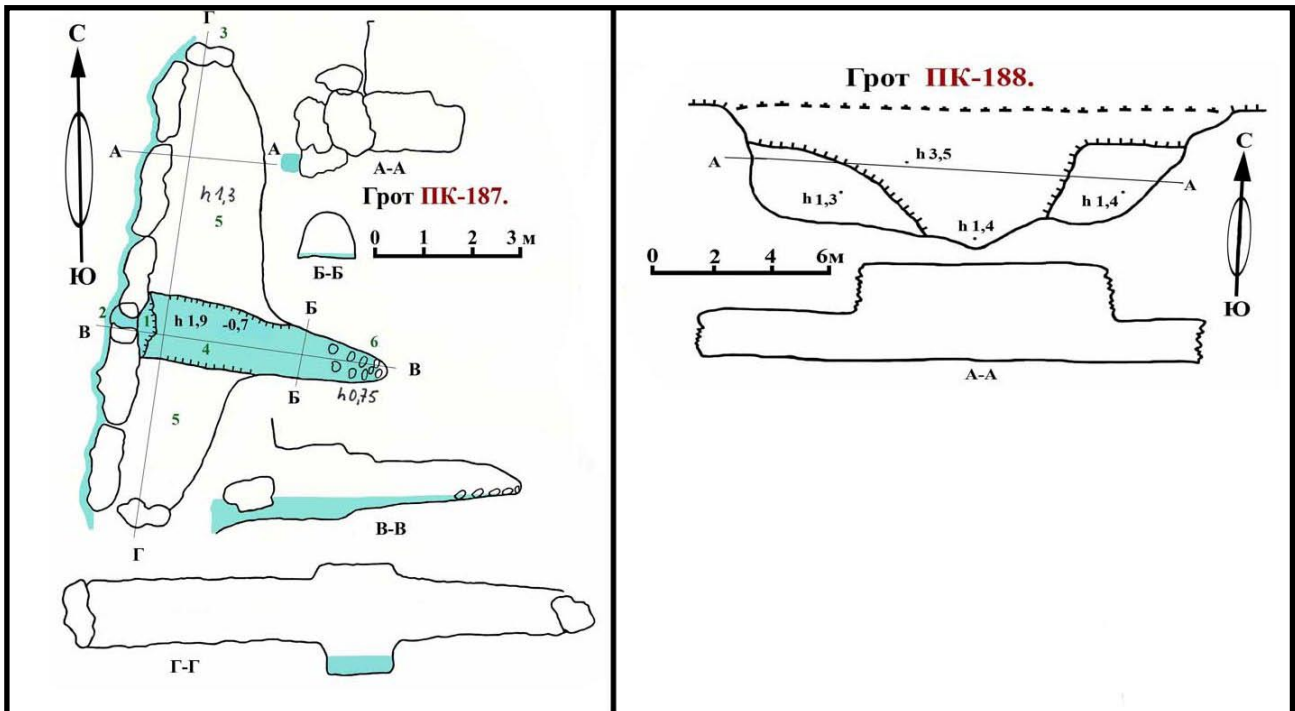 Г
С
3
А
А
А-А
h 1,3
5
Грот ПК-187.
0 1 2 3 м
Б-Б
Ю
2
В
1
h 1,9 -0,7
4
Б
6
В
Б
h 0,75
5
В-В
Г
Г-Г
Грот ПК-188.
С
А
h 3,5
А
h 1,3
h 1,4
h 1,4
0 2 4 6м
Ю
А-А